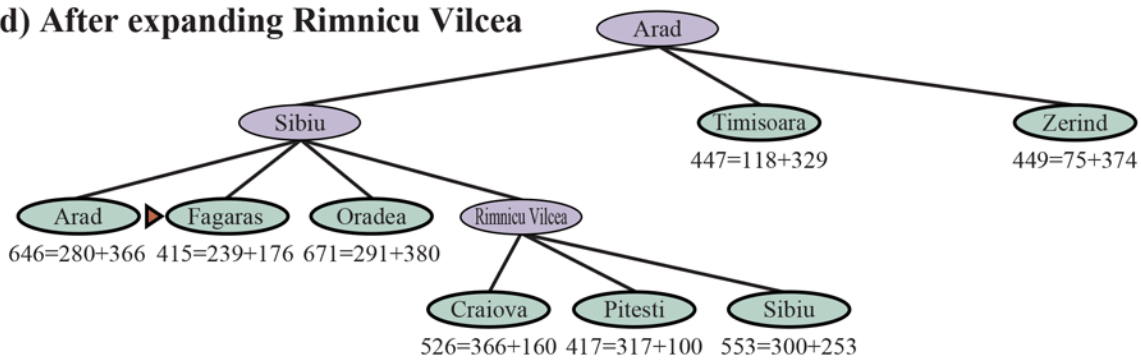 d) After expanding Rimnicu Vilcea
Arad
Sibiu
Timisoara
Zerind
447=118+329
449=75+374
Arad
Fagaras
Oradea
Rimnicu Vilcea
646=280+366
415=239+176
671=291+380
Craiova
Pitesti
Sibiu
526=366+160
417=317+100
553=300+253